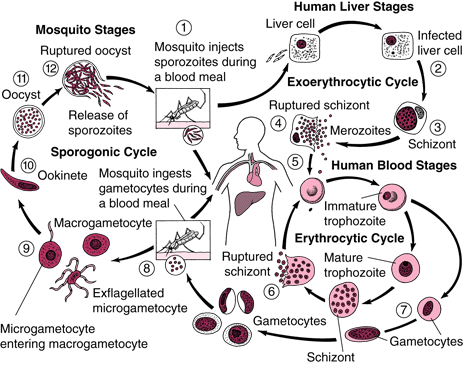 1
Human Liver Stages
Liver cell
Infected
liver cell
2
Mosquito Stages
Ruptured oocyst
Mosquito injects
sporozoites during
a blood meal
11
12
Oocyst
Release of
sporozoites
Exoerythrocytic Cycle
Ruptured schizont
4
Merozoites
3
Schizont
5
Human Blood Stages
10
Sporogonic Cycle
Ookinete
Mosquito ingests
gametocytes during
a blood meal
Immature
trophozoite
Macrogametocyte
9
8
Erythrocytic Cycle
Mature
trophozoite
Ruptured
schizont
6
Exflagellated
microgametocyte
7
Gametocytes
Gametocytes
Microgametocyte
entering macrogametocyte
Schizont